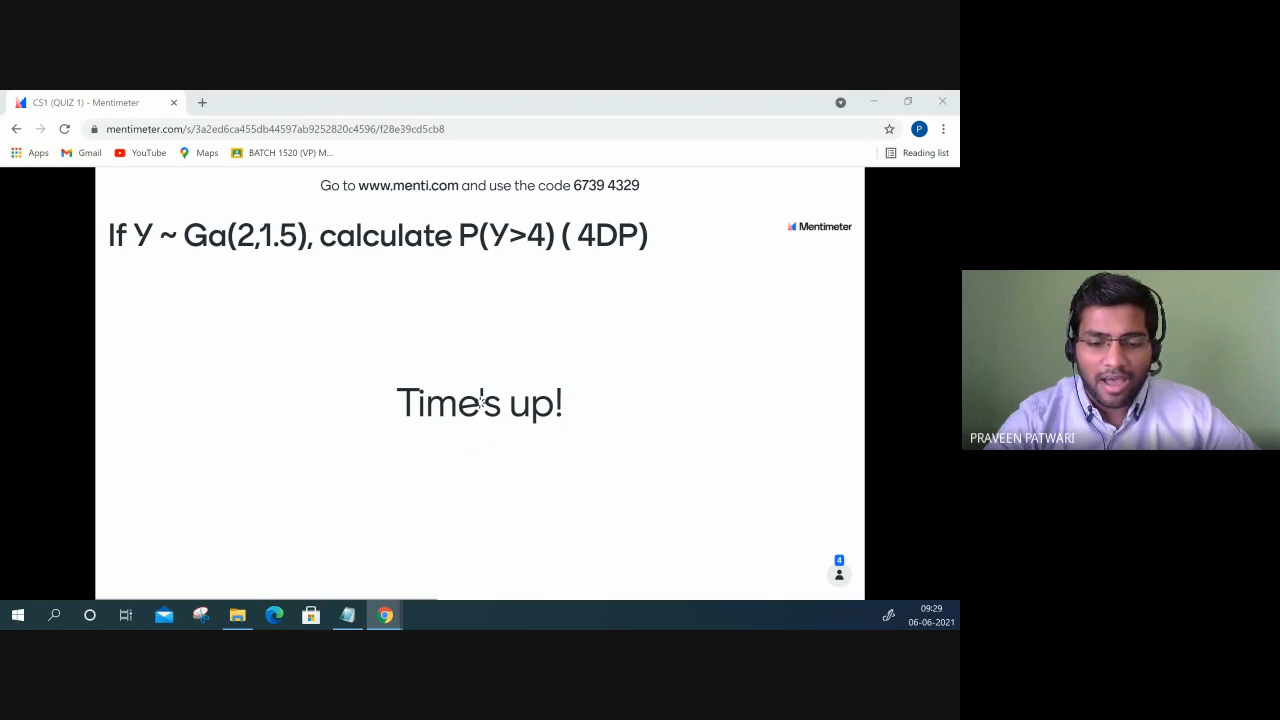 CS1 (QUIZ 1) - Mentimeter
mentimeter.com/s/3a2ed6ca455db44597ab9252820c4596/f28e39cd5cb8
P
Apps Gmail YouTube Maps BATCH 1520 (VP) M... Reading list
Go to www.menti.com and use the code 6739 4329
If Y ~ Ga(2,1.5), calculate P(Y>4) ( 4DP)
Mentimeter
Time's up!
PRAVEEN PATWARI
4
09:29
06-06-2021